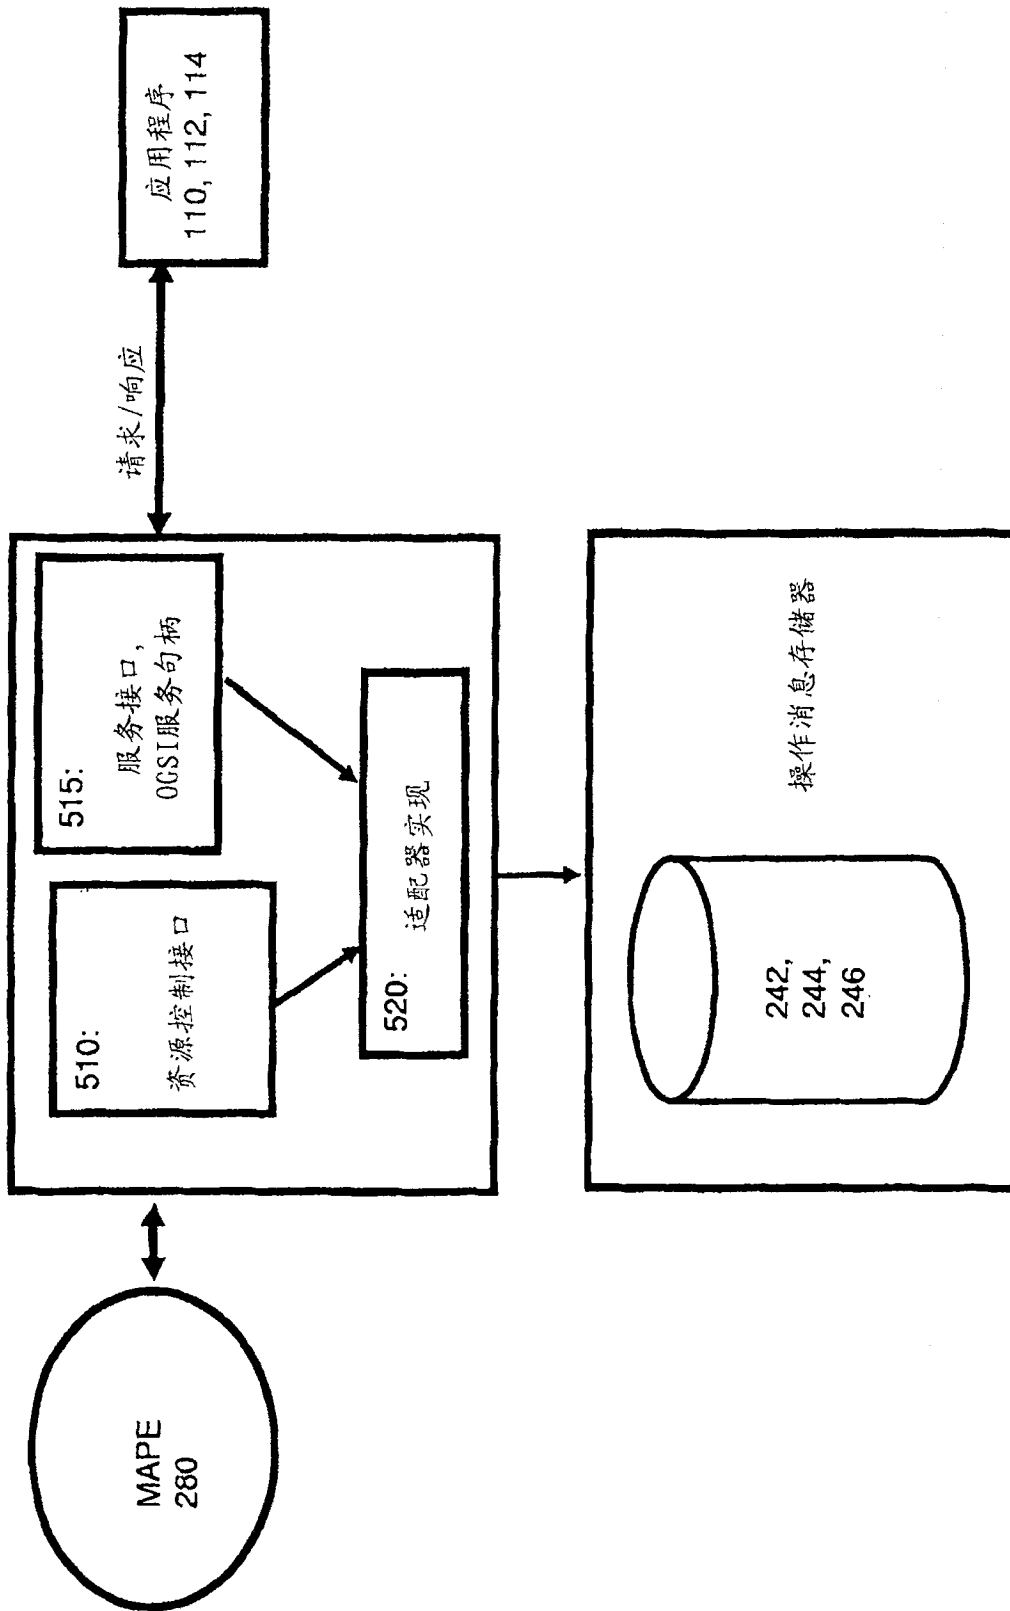 MAPE
280
510:
资源控制接口
515:
服务接口,
OGSI服务句柄
520:
适配器实现
请求/响应
应用程序
110, 112, 114
242,
244,
246
操作消息存储器